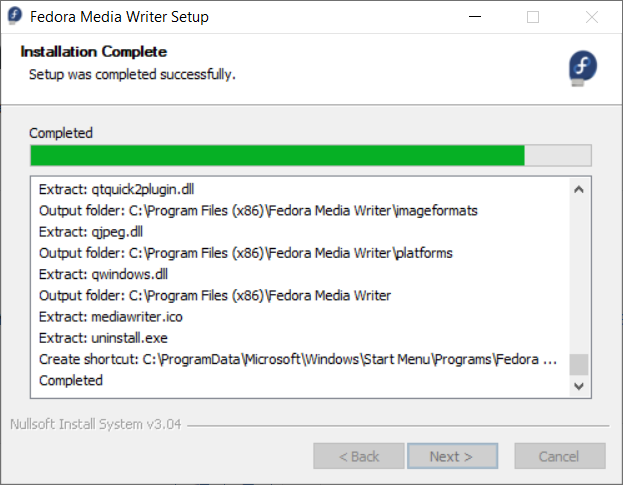 Fedora Media Writer Setup
Installation Complete
Setup was completed successfully.
Completed
Extract: qtquick2plugin.dll
Output folder: C:\Program Files (x86)\Fedora Media Writer\imageformats
Extract: qjpeg.dll
Output folder: C:\Program Files (x86)\Fedora Media Writer\platforms
Extract: qwindows.dll
Output folder: C:\Program Files (x86)\Fedora Media Writer
Extract: mediawriter.ico
Extract: uninstall.exe
Create shortcut: C:\ProgramData\Microsoft\Windows\Start Menu\Programs\Fedora ...
Completed
Nullsoft Install System v3.04
< Back Next > Cancel